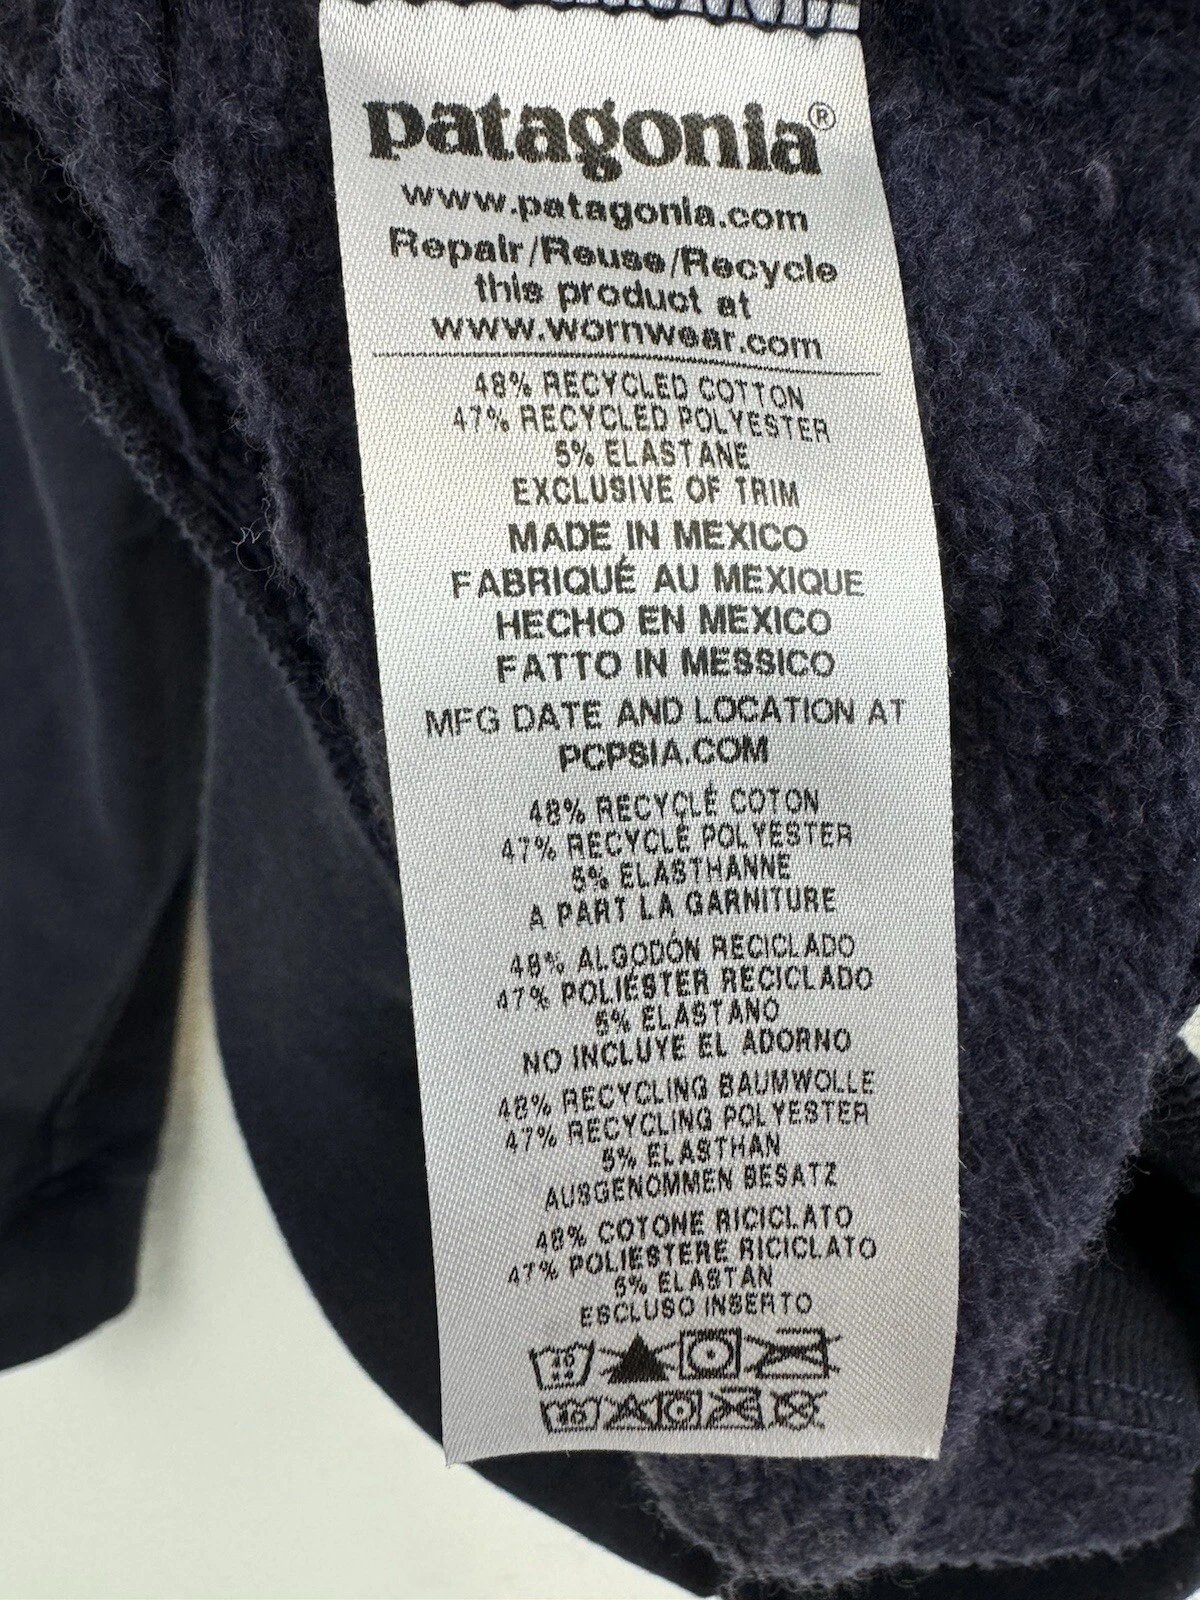 patagonia®
www.patagonia.com
Repair/Reuse/Recycle
this product at
www.wornwear.com
48% RECYCLED COTTON
47% RECYCLED POLYESTER
5% ELASTANE
EXCLUSIVE OF TRIM
MADE IN MEXICO
FABRIQUÉ AU MEXIQUE
HECHO EN MEXICO
FATTO IN MESSICO
MFG DATE AND LOCATION AT
PCPSIA.COM
48% RECYCLÉ COTON
47% RECYCLÉ POLYESTER
5% ELASTHANNE
A PART LA GARNITURE
48% ALGODÓN RECICLADO
47% POLIÉSTER RECICLADO
5% ELASTANO
NO INCLUYE EL ADORNO
48% RECYCLING BAUMWOLLE
47% RECYCLING POLYESTER
5% ELASTHAN
AUSGENOMMEN BESATZ
48% COTONE RICICLATO
47% POLIESTERE RICICLATO
5% ELASTAN
ESCLUSO INSERTO
40
40